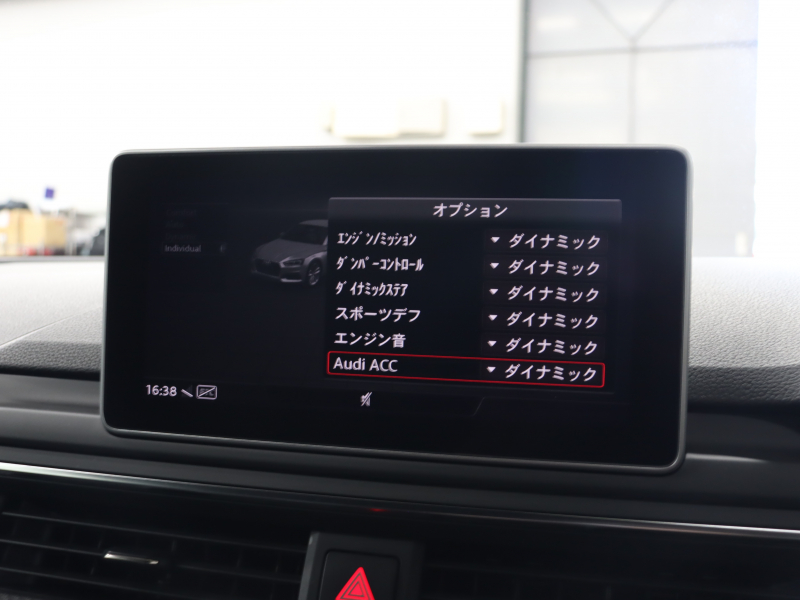 オプション
Individual
ｴﾝｼﾞﾝ/ﾐｯｼｮﾝ ダイナミック
ﾀﾞﾝﾊﾟｰｺﾝﾄﾛｰﾙ ダイナミック
ﾀﾞｲﾅﾐｯｸｽﾃｱ ダイナミック
スポーツデフ ダイナミック
エンジン音 ダイナミック
Audi ACC ダイナミック
16:38